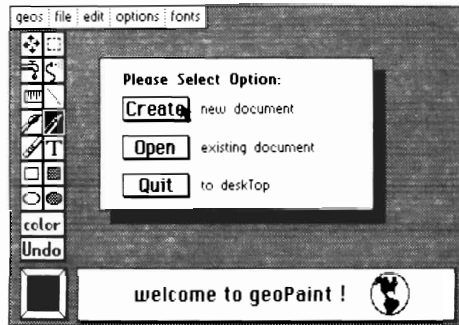 geos file edit options fonts
Please Select Option:
Create new document
Open existing document
Quit to deskTop
T
color
Undo
welcome to geoPaint !